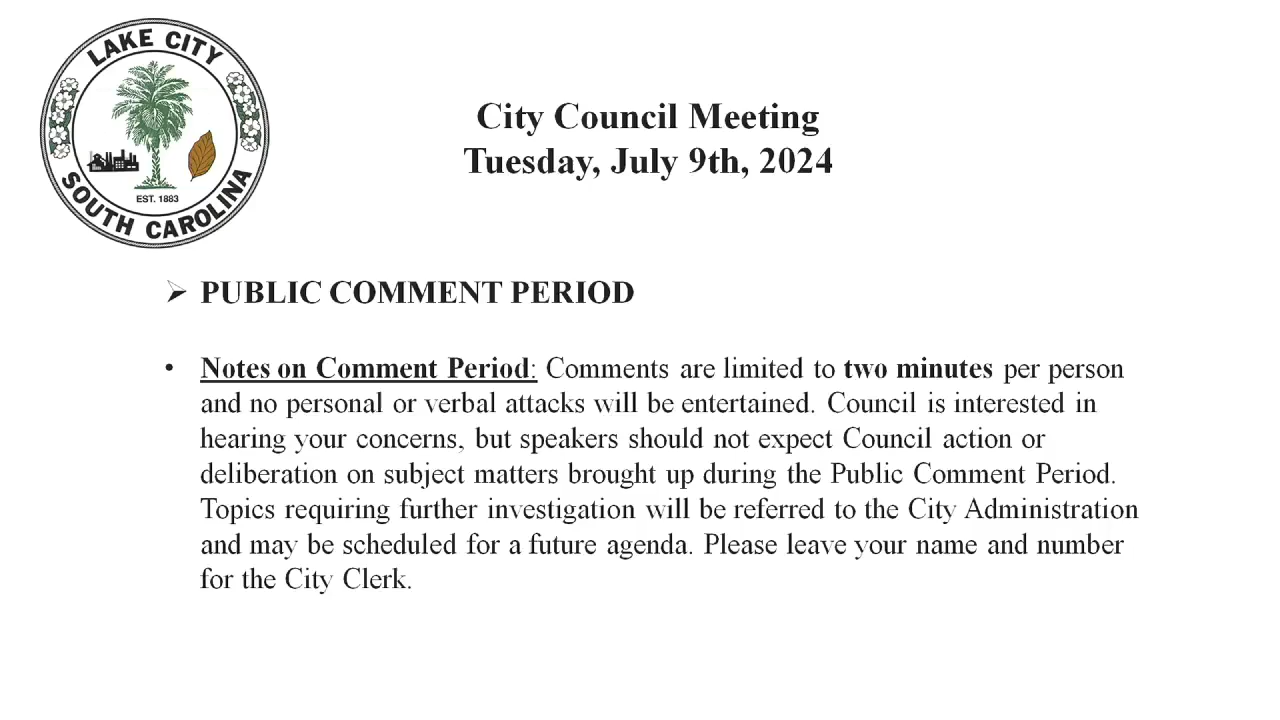 LAKE CITY
EST. 1883
SOUTH CAROLINA
City Council Meeting
Tuesday, July 9th, 2024
➢ PUBLIC COMMENT PERIOD
• Notes on Comment Period: Comments are limited to two minutes per person
and no personal or verbal attacks will be entertained. Council is interested in
hearing your concerns, but speakers should not expect Council action or
deliberation on subject matters brought up during the Public Comment Period.
Topics requiring further investigation will be referred to the City Administration
and may be scheduled for a future agenda. Please leave your name and number
for the City Clerk.